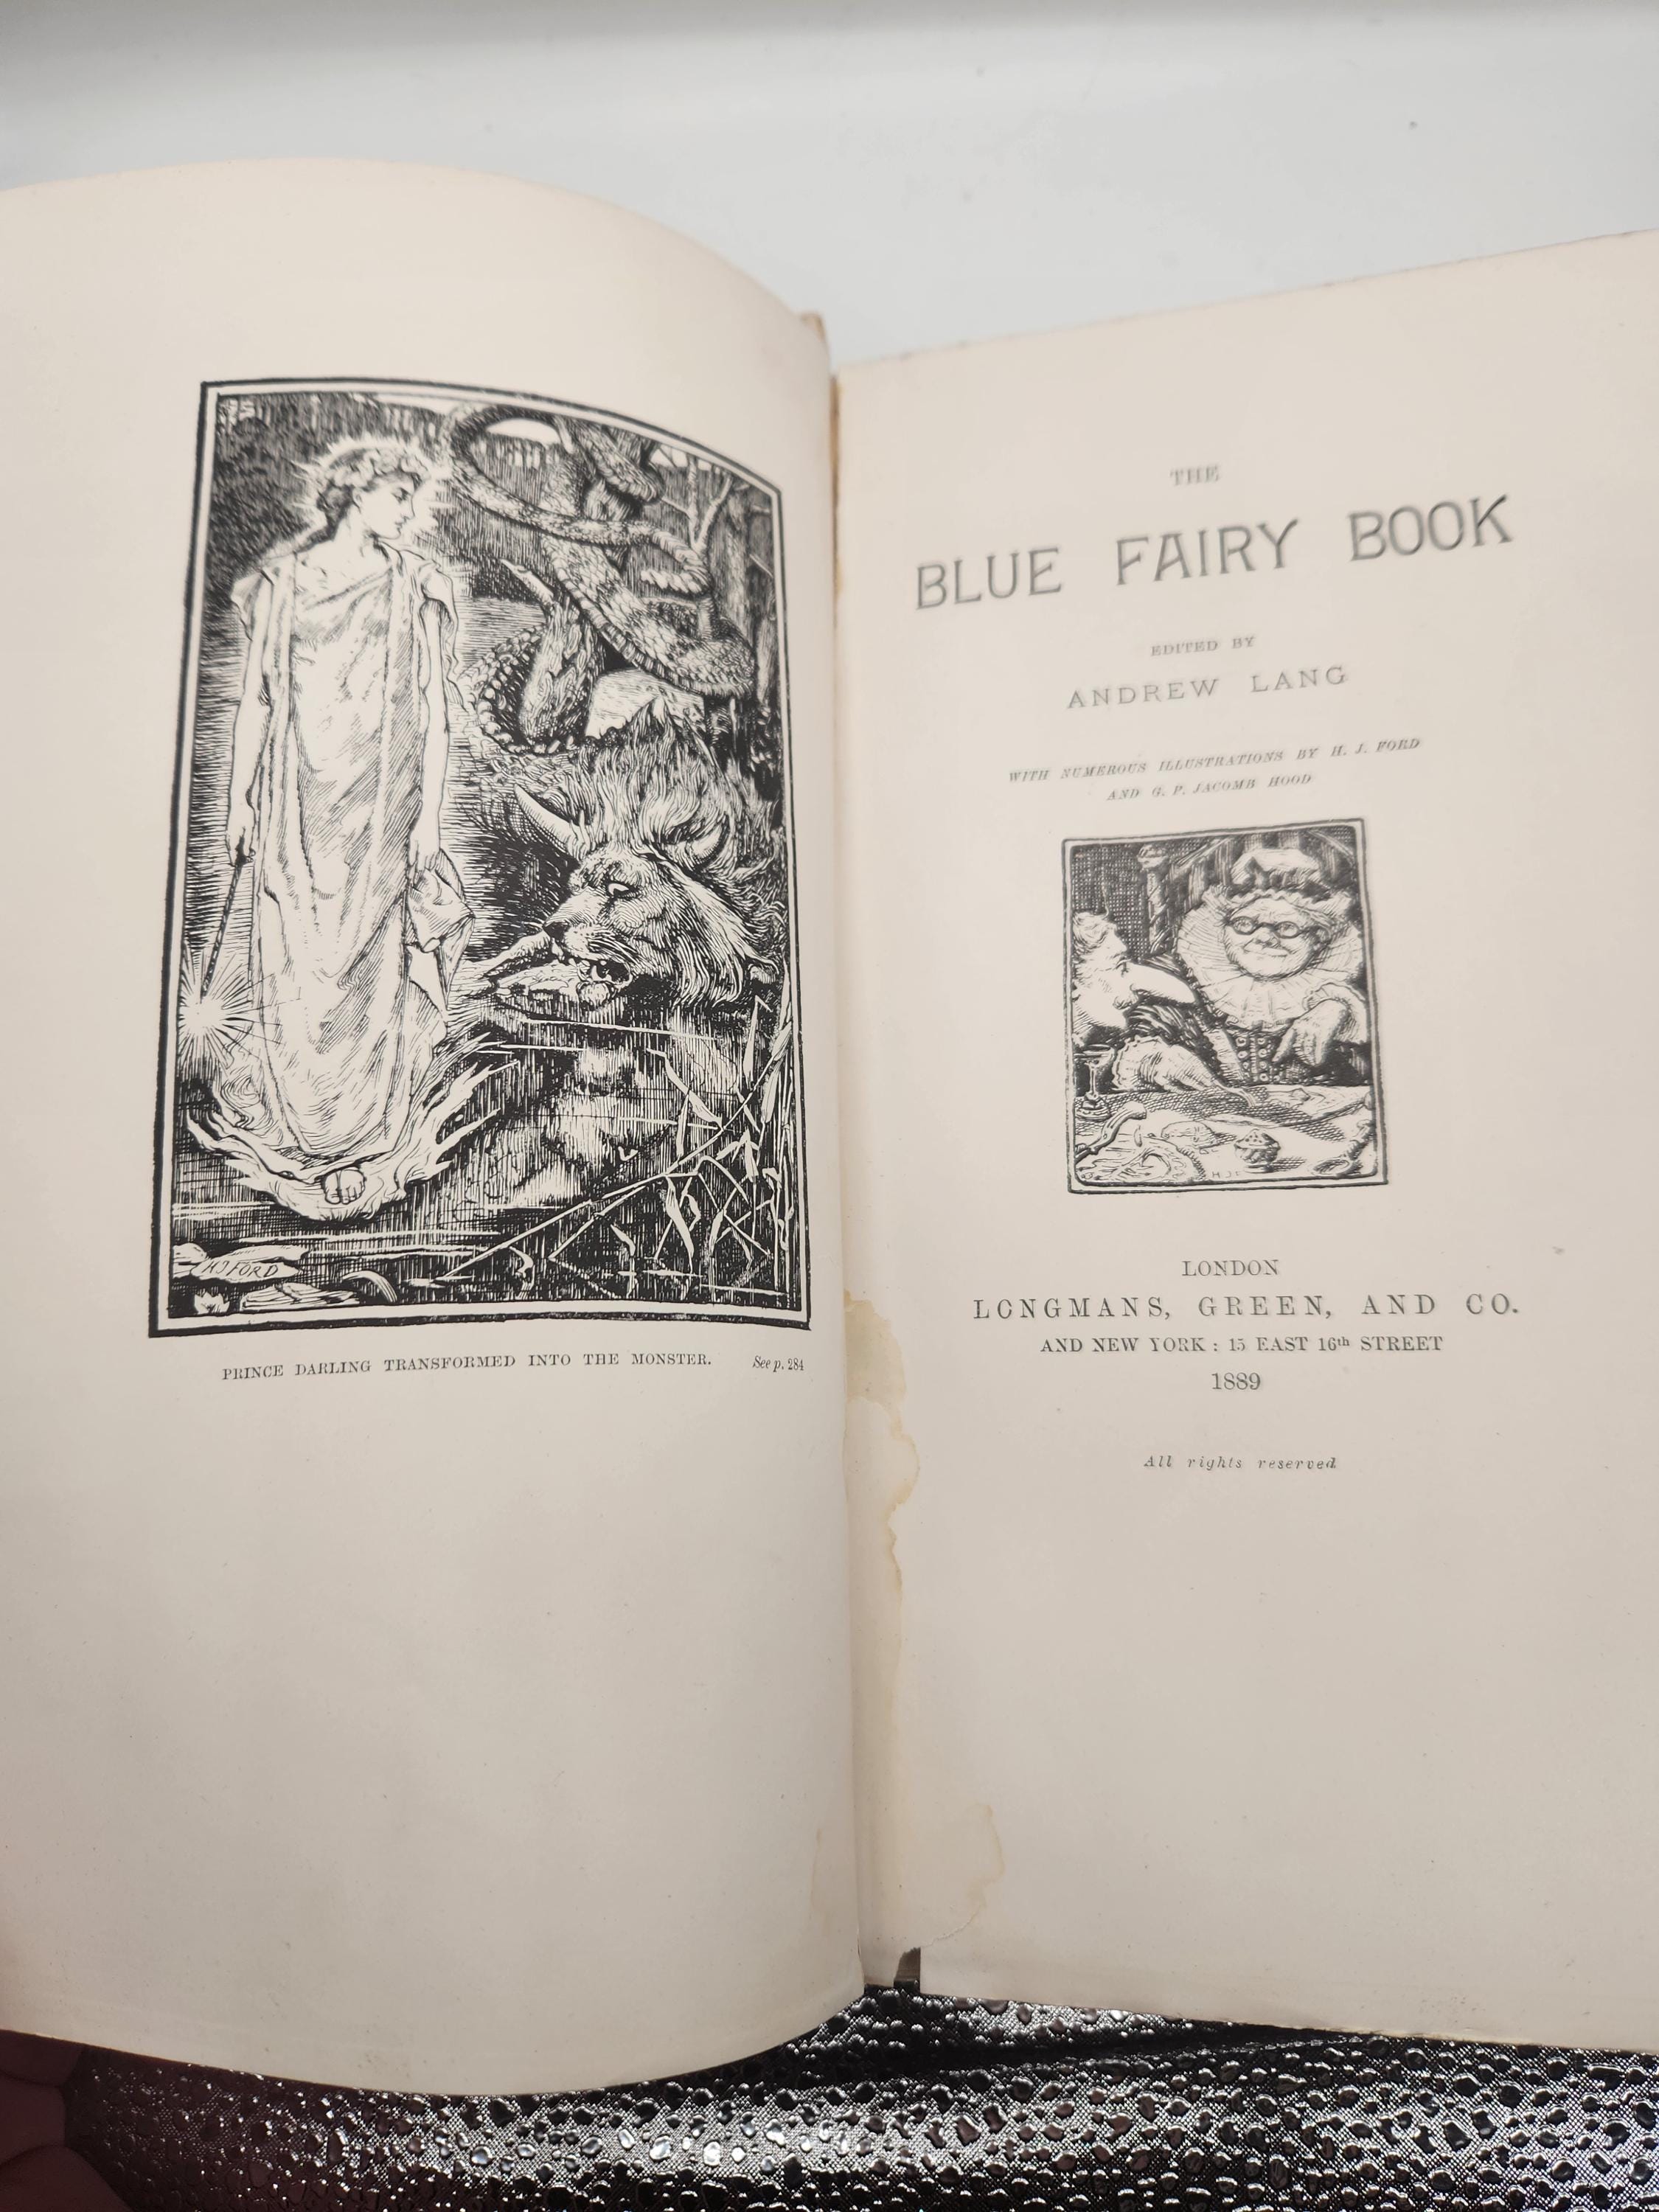 HJ FORD
PRINCE DARLING TRANSFORMED INTO THE MONSTER. See p. 284
THE
BLUE FAIRY BOOK
EDITED BY
ANDREW LANG
WITH NUMEROUS ILLUSTRATIONS BY H. J. FORD
AND G. P. JACOMB HOOD
H.J.F
LONDON
LONGMANS, GREEN, AND CO.
AND NEW YORK : 15 EAST 16th STREET
1889
All rights reserved